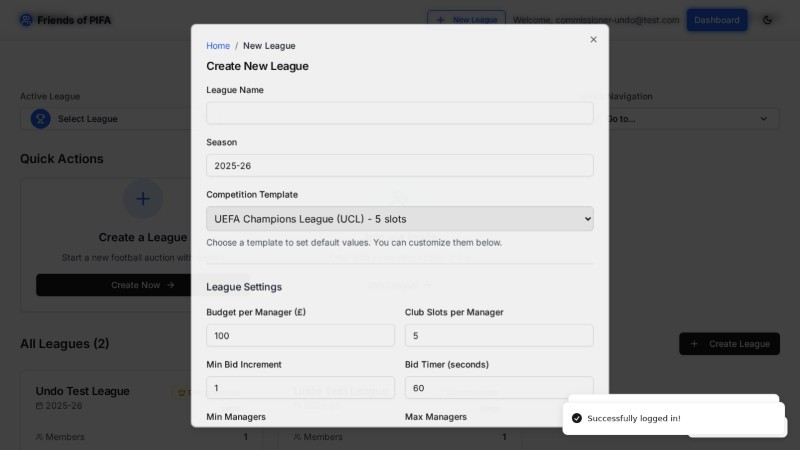 Friends of PIFA
New League
Welcome, commissioner-undo@test.com
Dashboard
Active League
Select League
Navigation
Go to...
Quick Actions
Create a League
Start a new football auction with
Create Now
All Leagues (2)
Create League
Undo Test League
2025-26
Members 1
Members 1
Home / New League
Create New League
League Name
Season
2025-26
Competition Template
UEFA Champions League (UCL) - 5 slots
Choose a template to set default values. You can customize them below.
League Settings
Budget per Manager (£)
Club Slots per Manager
100
5
Min Bid Increment
Bid Timer (seconds)
1
60
Min Managers
Max Managers
Successfully logged in!